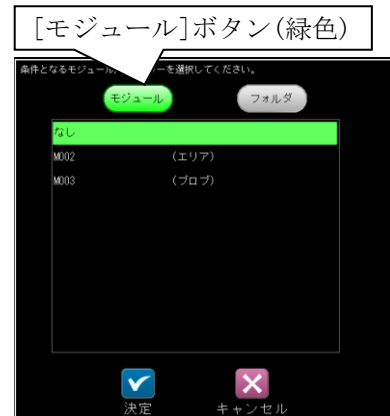 [モジュール]ボタン(緑色)
条件となるモジュール ーを選択してください。
モジュール フォルダ
なし
M002 (エリア)
M003 (ブロブ)
決定 キャンセル